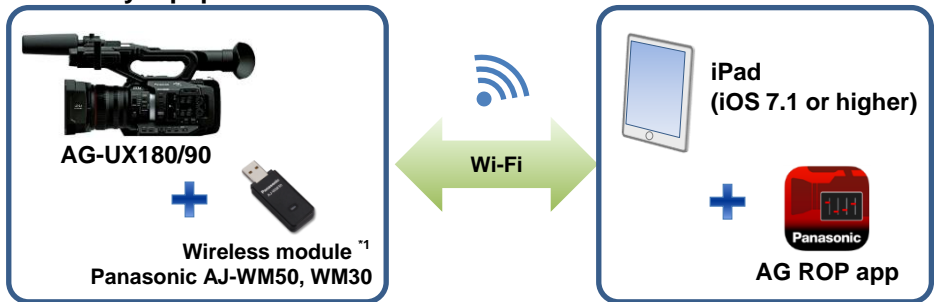 AG-UX180/90
Wireless module *1
Panasonic AJ-WM50, WM30
Wi-Fi
iPad
(iOS 7.1 or higher)
Panasonic
AG ROP app